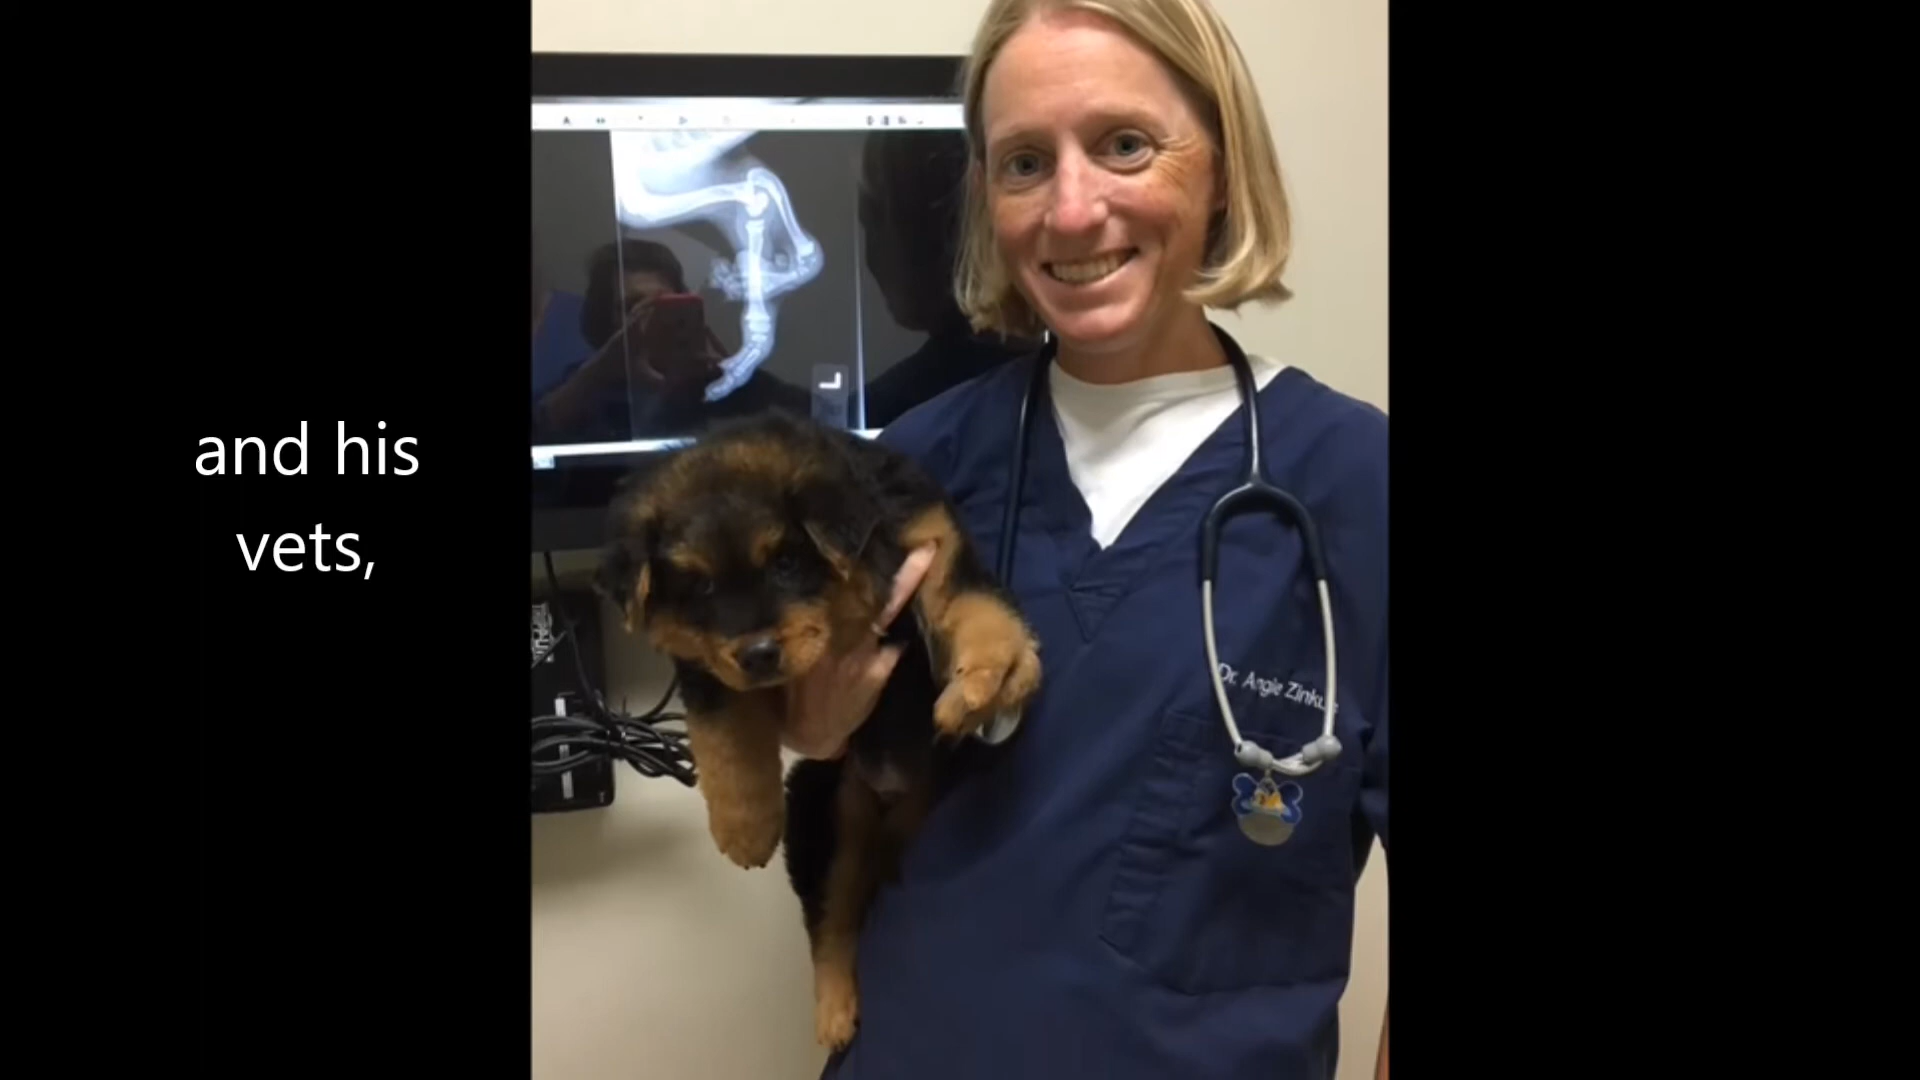 and his
vets,
L
Dr. Angie